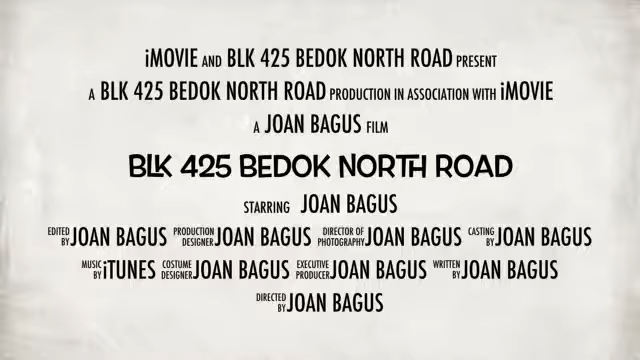 iMOVIE AND BLK 425 BEDOK NORTH ROAD PRESENT
A BLK 425 BEDOK NORTH ROAD PRODUCTION IN ASSOCIATION WITH iMOVIE
A JOAN BAGUS FILM
BLK 425 BEDOK NORTH ROAD
STARRING JOAN BAGUS
EDITED BY JOAN BAGUS PRODUCTION DESIGNER JOAN BAGUS DIRECTOR OF PHOTOGRAPHY JOAN BAGUS CASTING BY JOAN BAGUS
MUSIC BY iTUNES COSTUME DESIGNER JOAN BAGUS EXECUTIVE PRODUCER JOAN BAGUS WRITTEN BY JOAN BAGUS
DIRECTED BY JOAN BAGUS